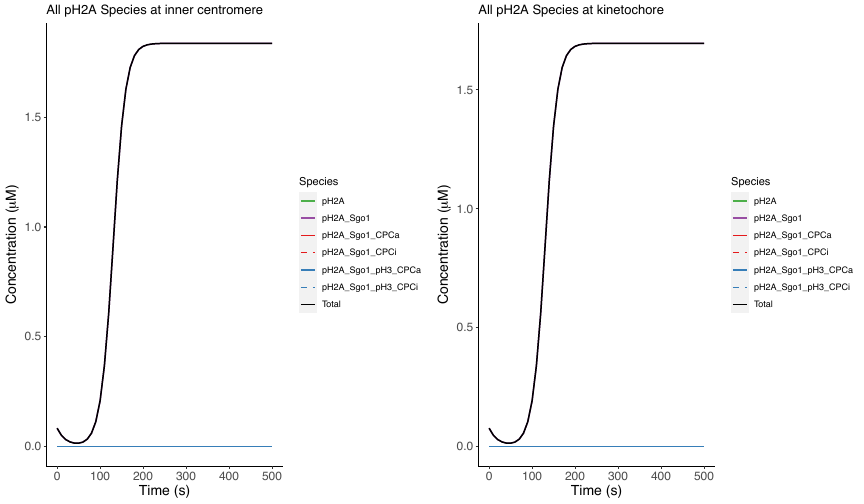 All pH2A Species at inner centromere
Concentration (µM)
1.5
1.0
0.5
0.0
0 100 200 300 400 500
Time (s)
Species
pH2A
pH2A_Sgo1
pH2A_Sgo1_CPCa
pH2A_Sgo1_CPCi
pH2A_Sgo1_pH3_CPCa
pH2A_Sgo1_pH3_CPCi
Total
All pH2A Species at kinetochore
Concentration (µM)
1.5
1.0
0.5
0.0
0 100 200 300 400 500
Time (s)
Species
pH2A
pH2A_Sgo1
pH2A_Sgo1_CPCa
pH2A_Sgo1_CPCi
pH2A_Sgo1_pH3_CPCa
pH2A_Sgo1_pH3_CPCi
Total